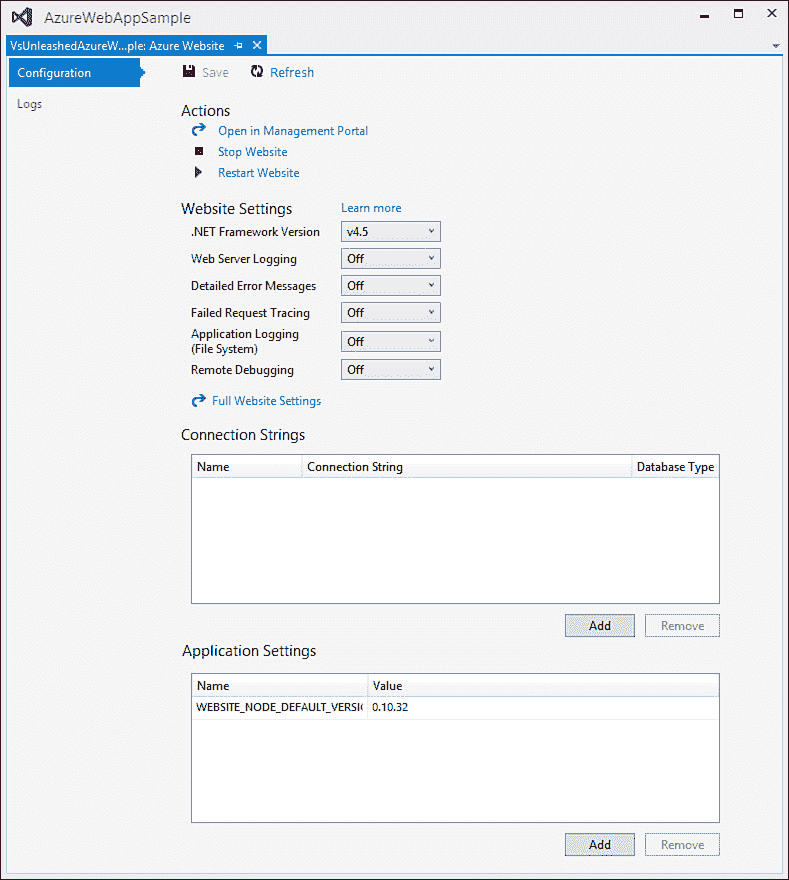 AzureWebAppSample
VsUnleashedAzureW...ple: Azure Website
Configuration
Save
Refresh
Logs
Actions
Open in Management Portal
Stop Website
Restart Website
Website Settings
Learn more
.NET Framework Version
v4.5
Web Server Logging
Off
Detailed Error Messages
Off
Failed Request Tracing
Off
Application Logging
(File System)
Off
Remote Debugging
Off
Full Website Settings
Connection Strings
Name
Connection String
Database Type
Add
Remove
Application Settings
Name
Value
WEBSITE_NODE_DEFAULT_VERSI
0.10.32
Add
Remove